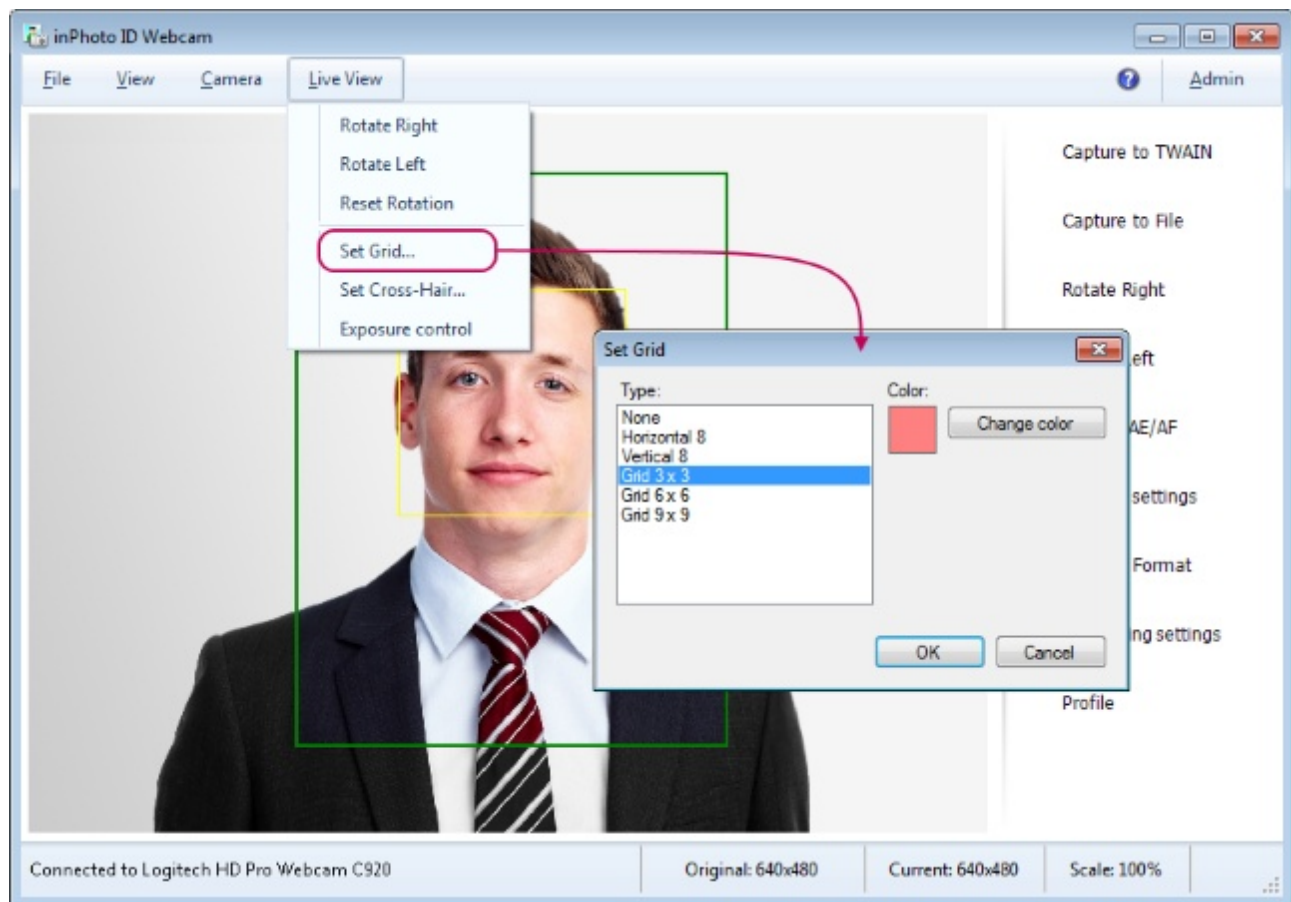 inPhoto ID Webcam
File View Camera Live View Admin
Rotate Right
Rotate Left
Reset Rotation
Set Grid...
Set Cross-Hair...
Exposure control
Capture to TWAIN
Capture to File
Rotate Right
eft
AE/AF
settings
Format
ng settings
Profile
Set Grid
Type:
None
Horizontal 8
Vertical 8
Grid 3 x 3
Grid 6 x 6
Grid 9 x 9
Color:
Change color
OK Cancel
Connected to Logitech HD Pro Webcam C920 Original: 640x480 Current: 640x480 Scale: 100%